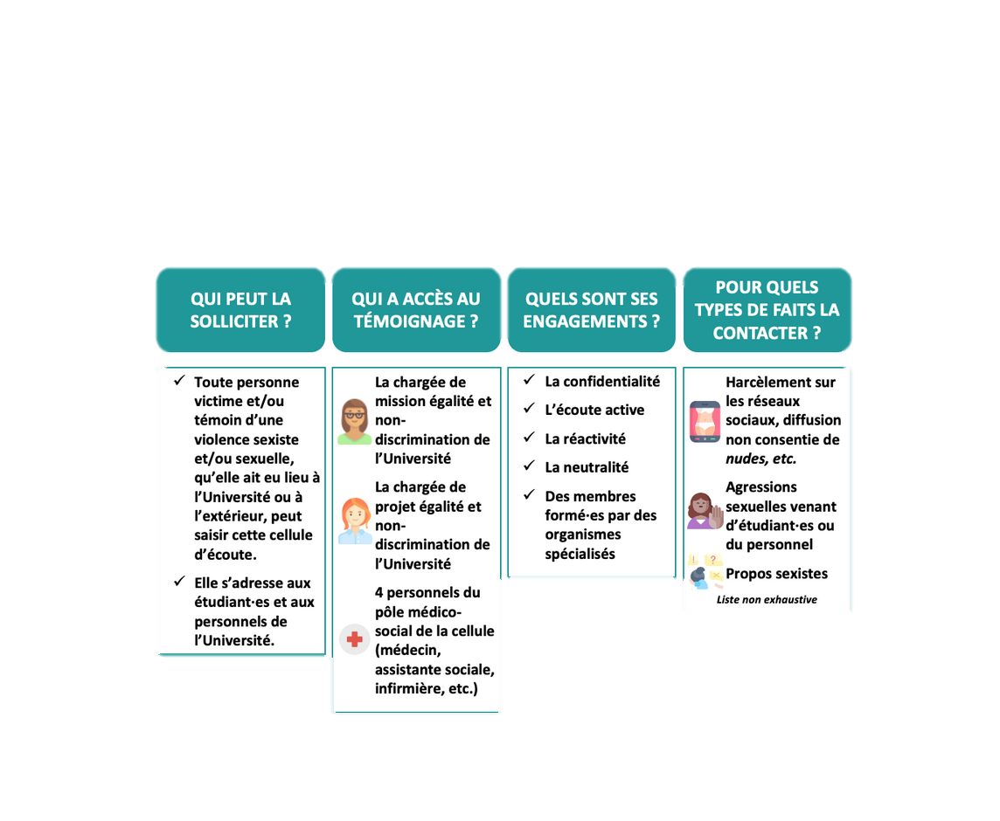 QUI PEUT LA
SOLLICITER ?
✓ Toute personne
victime et/ou
témoin d'une
violence sexiste
et/ou sexuelle,
qu'elle ait eu lieu à
l'Université ou à
l'extérieur, peut
saisir cette cellule
d'écoute.
✓ Elle s'adresse aux
étudiant·es et aux
personnels de
l'Université.
QUI A ACCÈS AU
TÉMOIGNAGE ?
La chargée de
mission égalité et
non-
discrimination de
l'Université
La chargée de
projet égalité et
non-
discrimination de
l'Université
4 personnels du
pôle médico-
social de la cellule
(médecin,
assistante sociale,
infirmière, etc.)
QUELS SONT SES
ENGAGEMENTS ?
✓ La confidentialité
✓ L'écoute active
✓ La réactivité
✓ La neutralité
✓ Des membres
formé·es par des
organismes
spécialisés
POUR QUELS
TYPES DE FAITS LA
CONTACTER ?
Harcèlement sur
les réseaux
sociaux, diffusion
non consentie de
nudes, etc.
Agressions
sexuelles venant
d'étudiant·es ou
du personnel
! ?
Propos sexistes
Liste non exhaustive